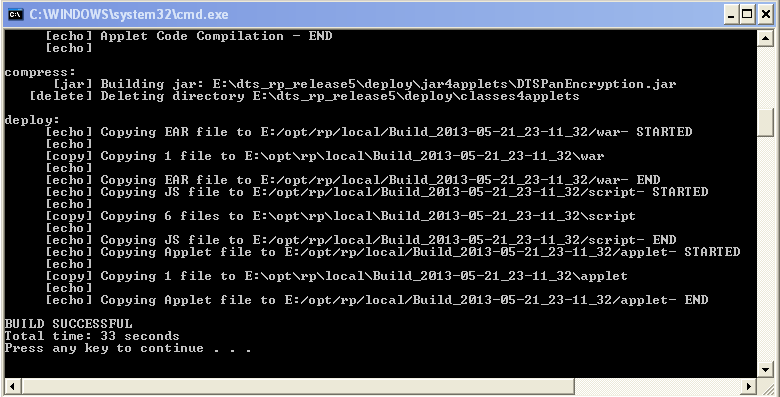 C:\WINDOWS\system32\cmd.exe
[echo] Applet Code Compilation - END
[echo]
compress:
[jar] Building jar: E:\dts_rp_release5\deploy\jar4applets\DTSPanEncryption.jar
[delete] Deleting directory E:\dts_rp_release5\deploy\classes4applets
deploy:
[echo] Copying EAR file to E:/opt/rp/local/Build_2013-05-21_23-11_32/war- STARTED
[echo]
[copy] Copying 1 file to E:\opt\rp\local\Build_2013-05-21_23-11_32\war
[echo]
[echo] Copying EAR file to E:/opt/rp/local/Build_2013-05-21_23-11_32/war- END
[echo] Copying JS file to E:/opt/rp/local/Build_2013-05-21_23-11_32/script- STARTED
[echo]
[copy] Copying 6 files to E:\opt\rp\local\Build_2013-05-21_23-11_32\script
[echo]
[echo] Copying JS file to E:/opt/rp/local/Build_2013-05-21_23-11_32/script- END
[echo] Copying Applet file to E:/opt/rp/local/Build_2013-05-21_23-11_32/applet- STARTED
[echo]
[copy] Copying 1 file to E:\opt\rp\local\Build_2013-05-21_23-11_32\applet
[echo]
[echo] Copying Applet file to E:/opt/rp/local/Build_2013-05-21_23-11_32/applet- END
BUILD SUCCESSFUL
Total time: 33 seconds
Press any key to continue . . .